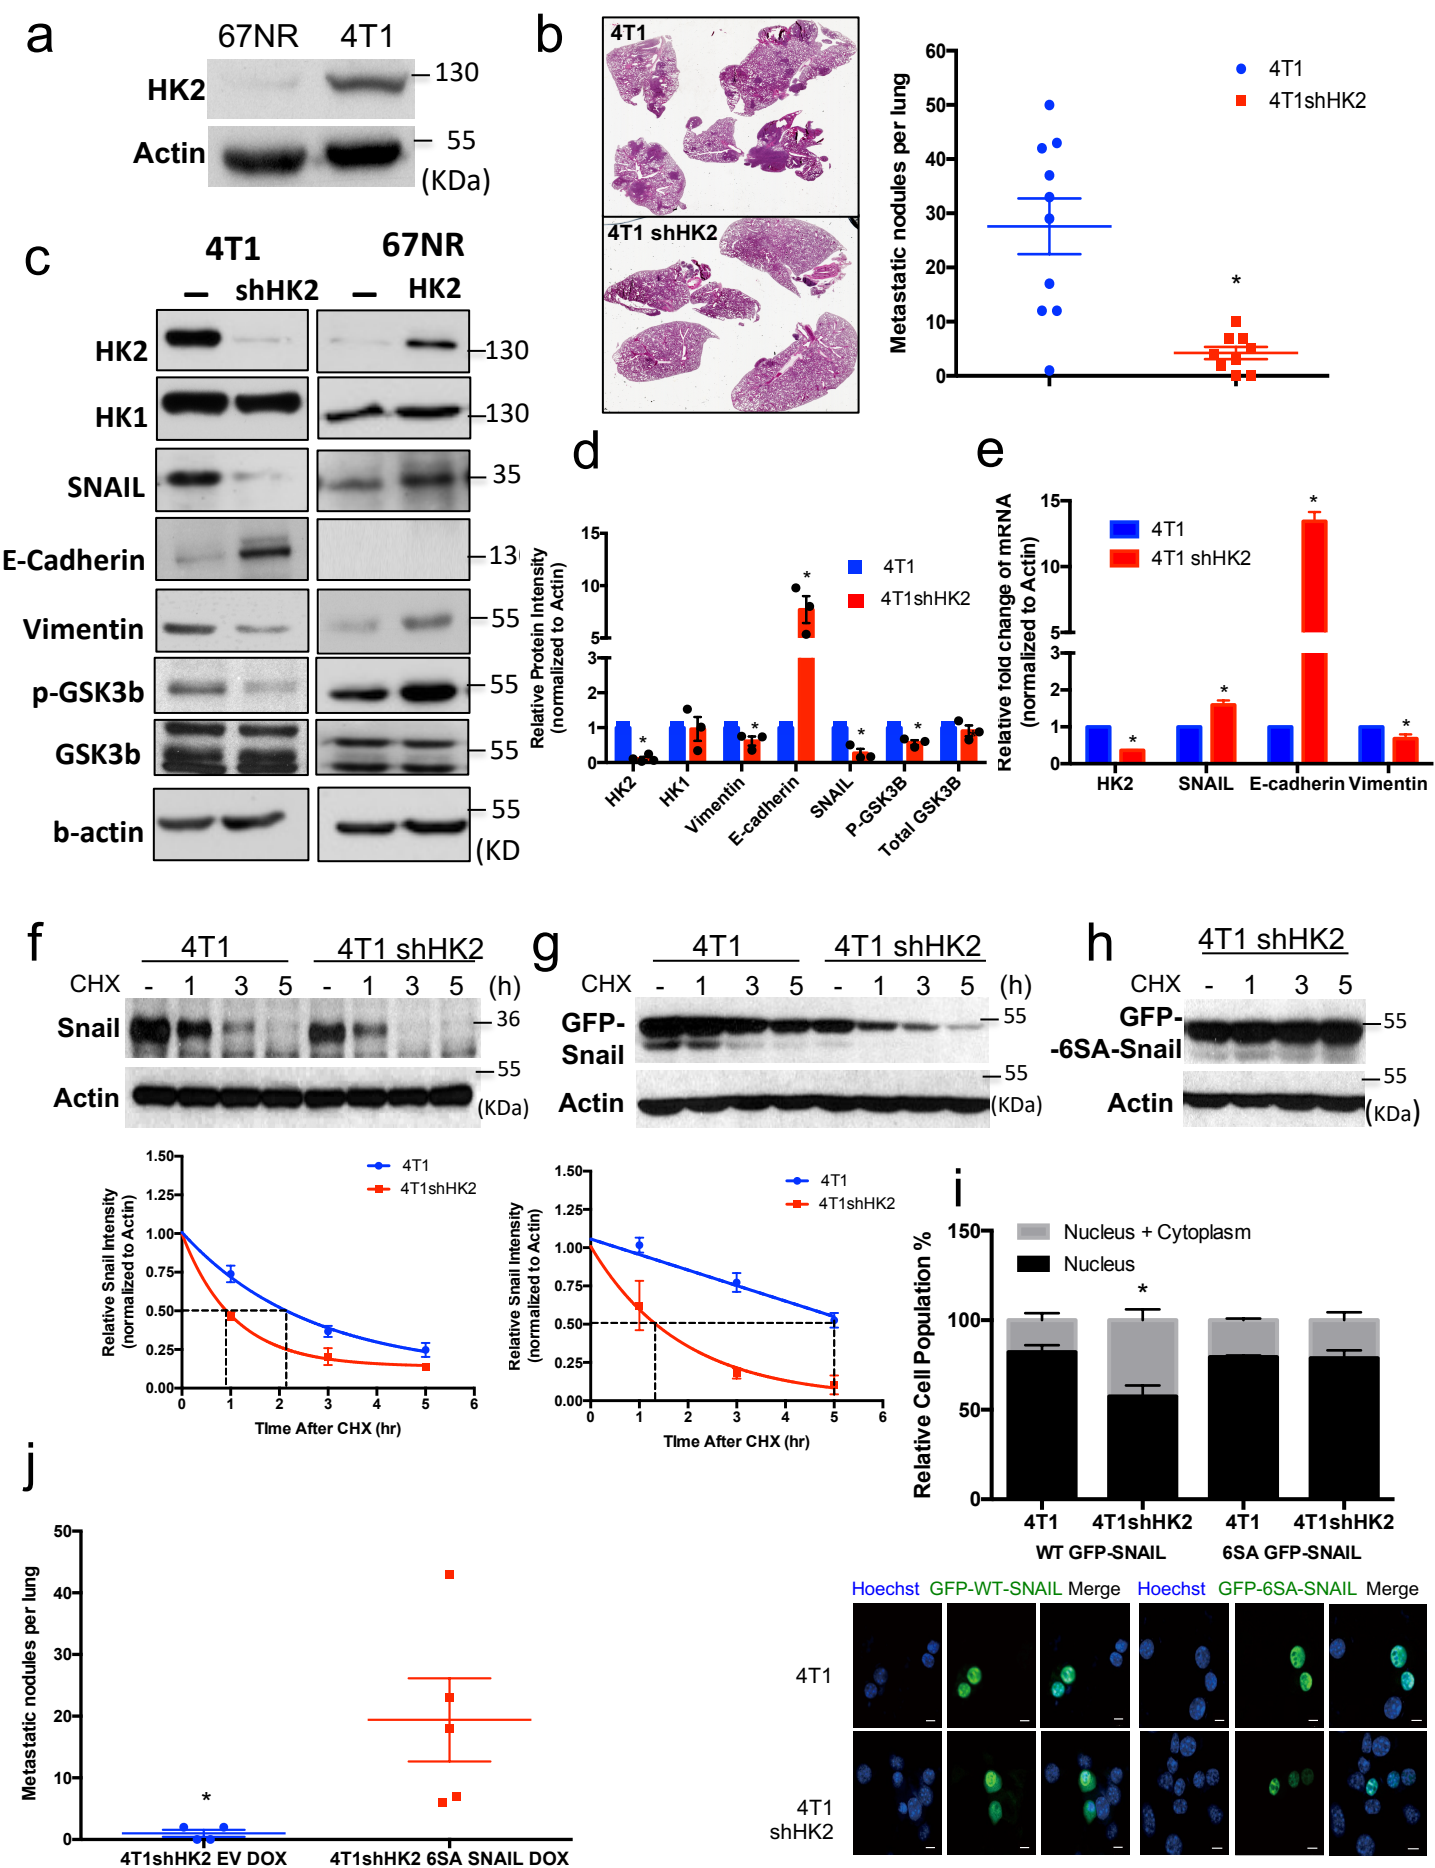 a
67NR 4T1
HK2
130
Actin
55
(KDa)
b
4T1
4T1 shHK2
Metastatic nodules per lung
60
50
40
30
20
10
0
4T1
4T1shHK2
*
c
4T1 67NR
– shHK2 – HK2
HK2
130
HK1
130
SNAIL
35
E-Cadherin
Vimentin
55
p-GSK3b
55
GSK3b
55
b-actin
55
(KD
d
Relative Protein Intensity
(normalized to Actin)
15
10
5
3
2
1
0
4T1
4T1shHK2
* * * * *
HK2 HK1 Vimentin E-cadherin SNAIL P-GSK3B Total GSK3B
e
Relative fold change of mRNA
(normalized to Actin)
15
10
5
3
2
1
0
4T1
4T1 shHK2
* * * *
HK2 SNAIL E-cadherin Vimentin
f
4T1 4T1 shHK2
CHX - 1 3 5 - 1 3 5 (h)
Snail
36
55
Actin
(KDa)
Relative Snail Intensity
(normalized to Actin)
1.50
1.25
1.00
0.75
0.50
0.25
0.00
4T1
4T1shHK2
0 1 2 3 4 5 6
TIme After CHX (hr)
g
4T1 4T1 shHK2
CHX - 1 3 5 - 1 3 5 (h)
GFP-
Snail
55
55
Actin
(KDa)
Relative Snail Intensity
(normalized to Actin)
1.50
1.25
1.00
0.75
0.50
0.25
0.00
4T1
4T1shHK2
0 1 2 3 4 5 6
TIme After CHX (hr)
h
4T1 shHK2
CHX - 1 3 5
GFP-
-6SA-Snail
55
55
Actin
(KDa)
i
Relative Cell Population %
150
100
50
0
Nucleus + Cytoplasm
Nucleus
*
4T1 4T1shHK2 4T1 4T1shHK2
WT GFP-SNAIL 6SA GFP-SNAIL
Hoechst GFP-WT-SNAIL Merge Hoechst GFP-6SA-SNAIL Merge
4T1
4T1
shHK2
j
Metastatic nodules per lung
50
40
30
20
10
0
*
4T1shHK2 EV DOX 4T1shHK2 6SA SNAIL DOX